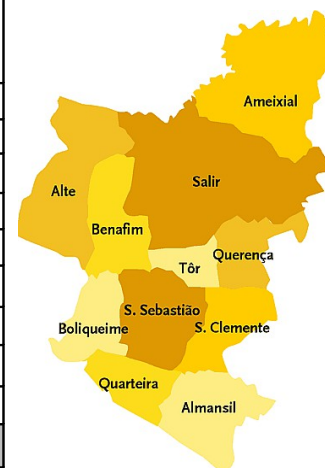 Ameixial
Salir
Alte
Benafim
Querença
Tôr
S. Sebastião
Boliqueime
S. Clemente
Quarteira
Almansil